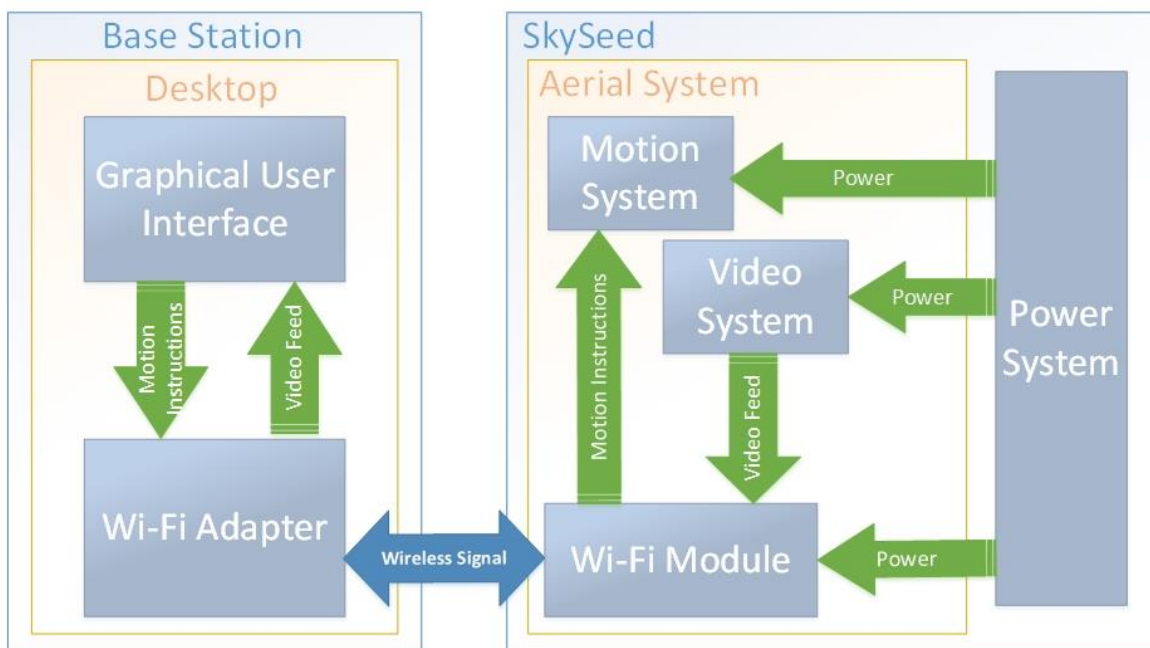 Base Station
Desktop
Graphical User
Interface
Motion
Instructions
Video Feed
Wi-Fi Adapter
Wireless Signal
SkySeed
Aerial System
Motion
System
Power
Video
System
Power
Motion Instructions
Video Feed
Wi-Fi Module
Power
Power
System